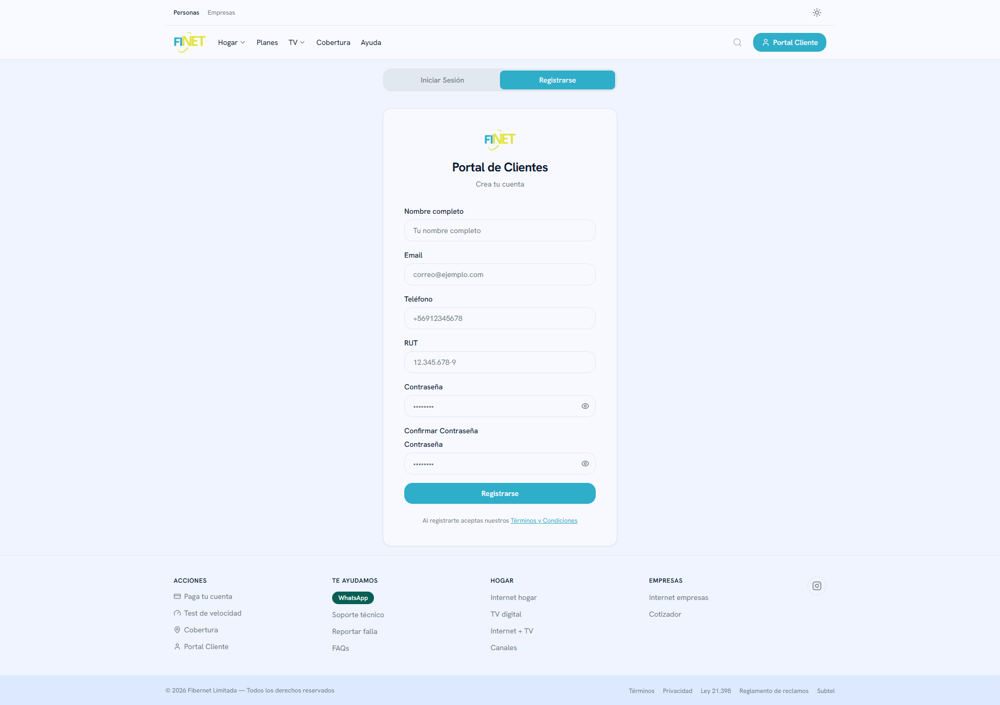 Personas Empresas
FINET Hogar Planes TV Cobertura Ayuda Portal Cliente
Iniciar Sesión Registrarse
FINET
Portal de Clientes
Crea tu cuenta
Nombre completo
Tu nombre completo
Email
correo@ejemplo.com
Teléfono
+56912345678
RUT
12.345.678-9
Contraseña
••••••••
Confirmar Contraseña
Contraseña
••••••••
Registrarse
Al registrarte aceptas nuestros Términos y Condiciones
ACCIONES
Paga tu cuenta
Test de velocidad
Cobertura
Portal Cliente
TE AYUDAMOS
WhatsApp
Soporte técnico
Reportar falla
FAQs
HOGAR
Internet hogar
TV digital
Internet + TV
Canales
EMPRESAS
Internet empresas
Cotizador
© 2026 Fibernet Limitada — Todos los derechos reservados
Términos Privacidad Ley 21.398 Reglamento de reclamos Subtel